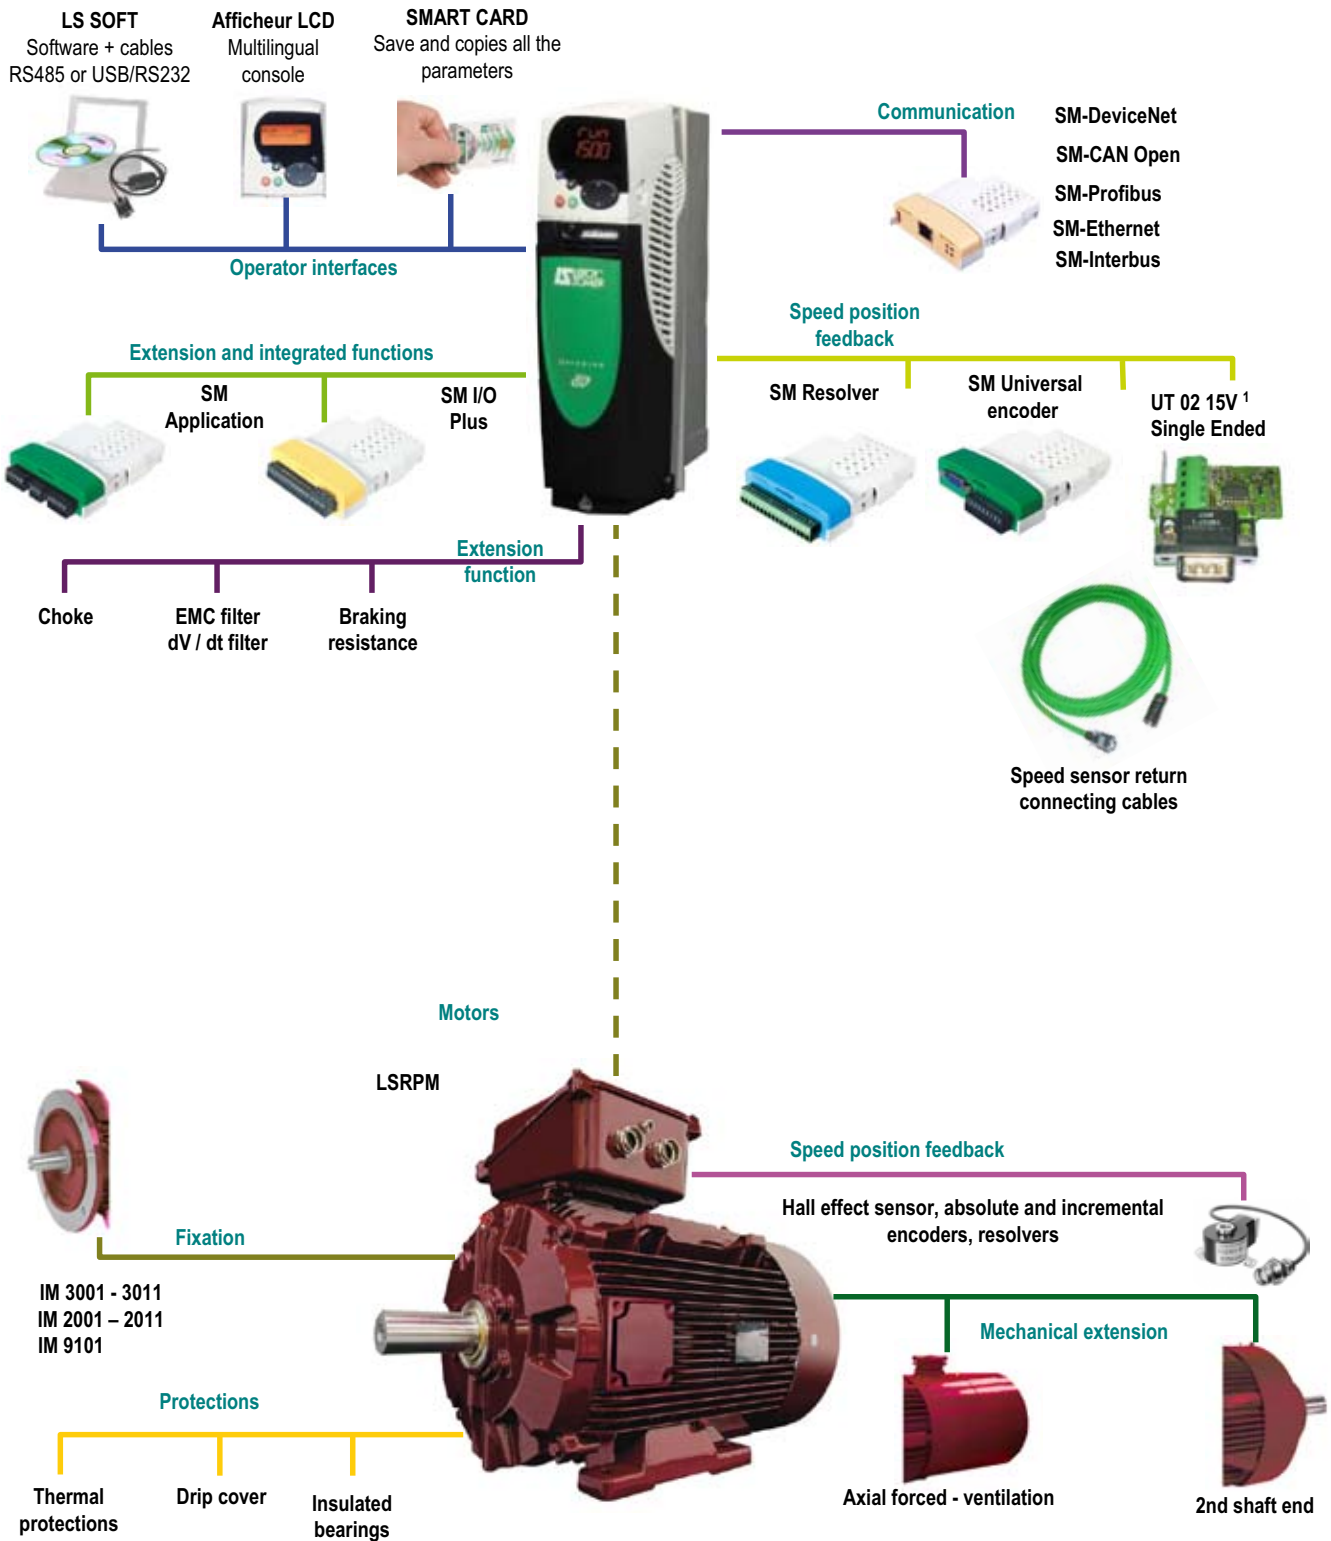 LS SOFT
Software + cables
RS485 or USB/RS232
Afficheur LCD
Multilingual
console
SMART CARD
Save and copies all the
parameters
Operator interfaces
run
1500
Communication
SM-DeviceNet
SM-CAN Open
SM-Profibus
SM-Ethernet
SM-Interbus
Extension and integrated functions
SM
Application
SM I/O
Plus
LEROY
SOMER
Speed position
feedback
SM Resolver
SM Universal
encoder
UT 02 15V 1
Single Ended
Extension
function
Choke
EMC filter
dV / dt filter
Braking
resistance
Speed sensor return
connecting cables
Motors
LSRPM
Speed position feedback
Hall effect sensor, absolute and incremental
encoders, resolvers
Fixation
IM 3001 - 3011
IM 2001 – 2011
IM 9101
Mechanical extension
Axial forced - ventilation
2nd shaft end
Protections
Thermal
protections
Drip cover
Insulated
bearings